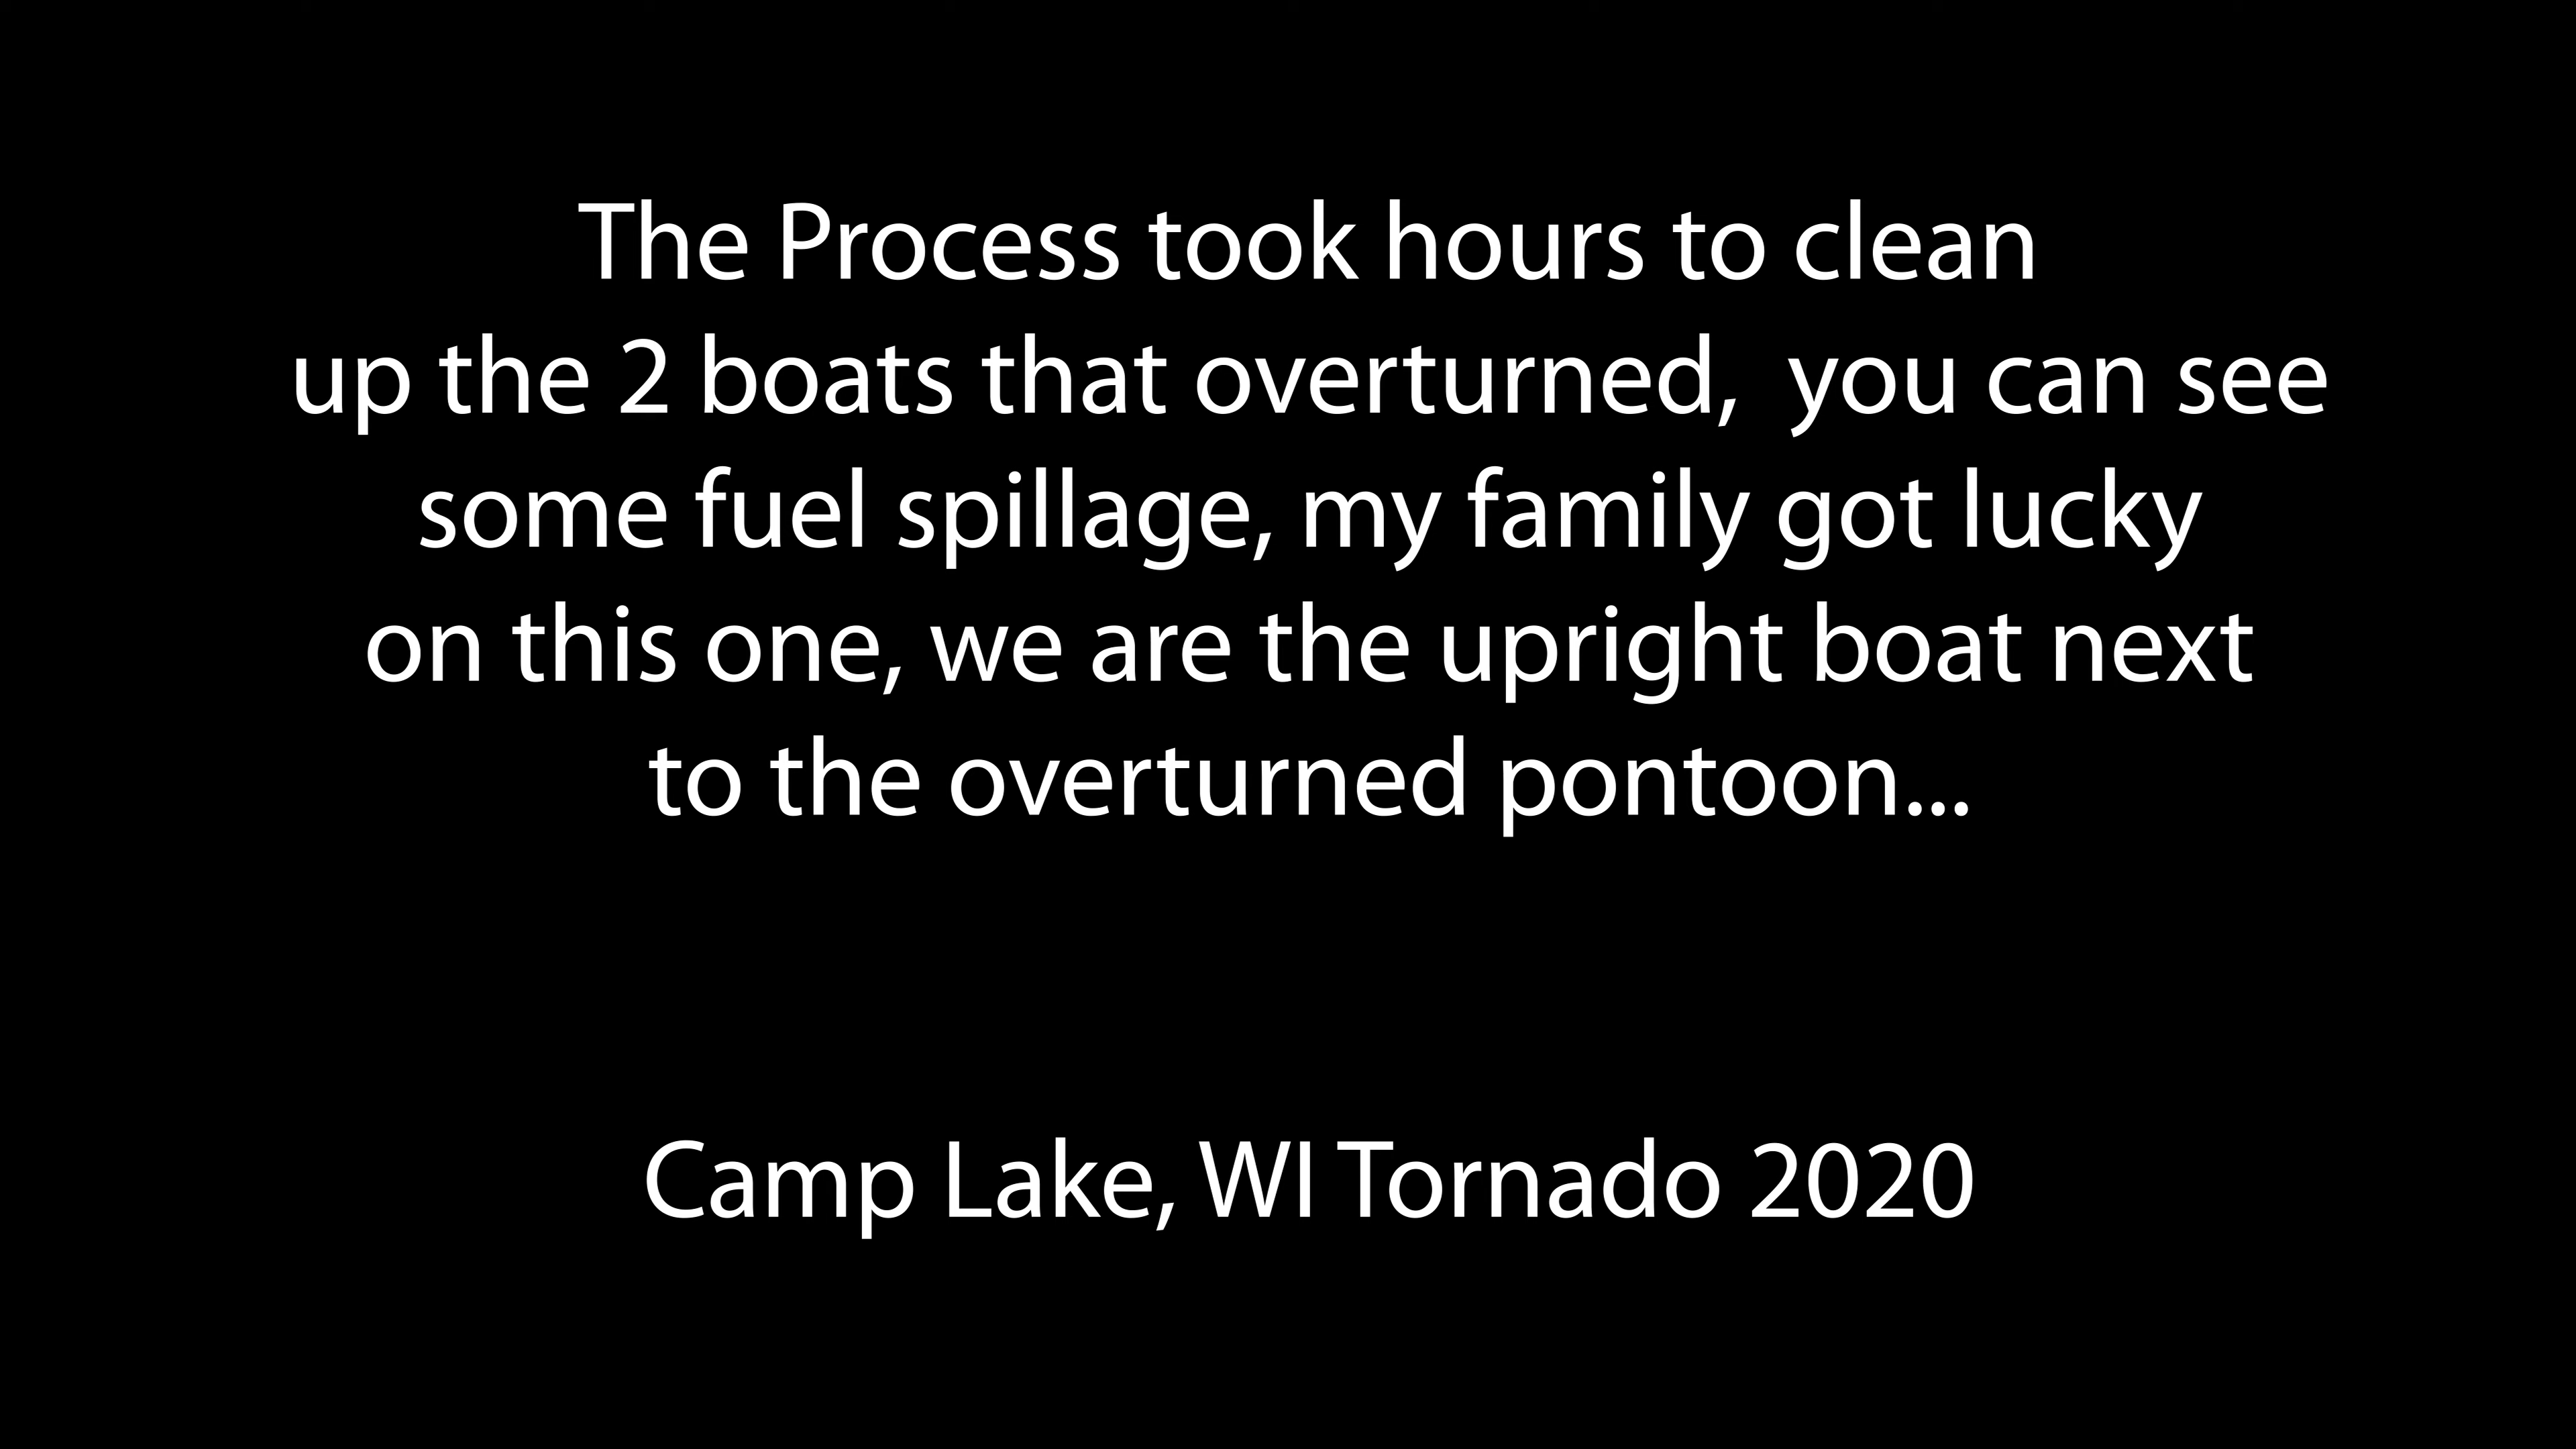 The Process took hours to clean
up the 2 boats that overturned,  you can see
some fuel spillage, my family got lucky
on this one, we are the upright boat next
to the overturned pontoon...
Camp Lake, WI Tornado 2020